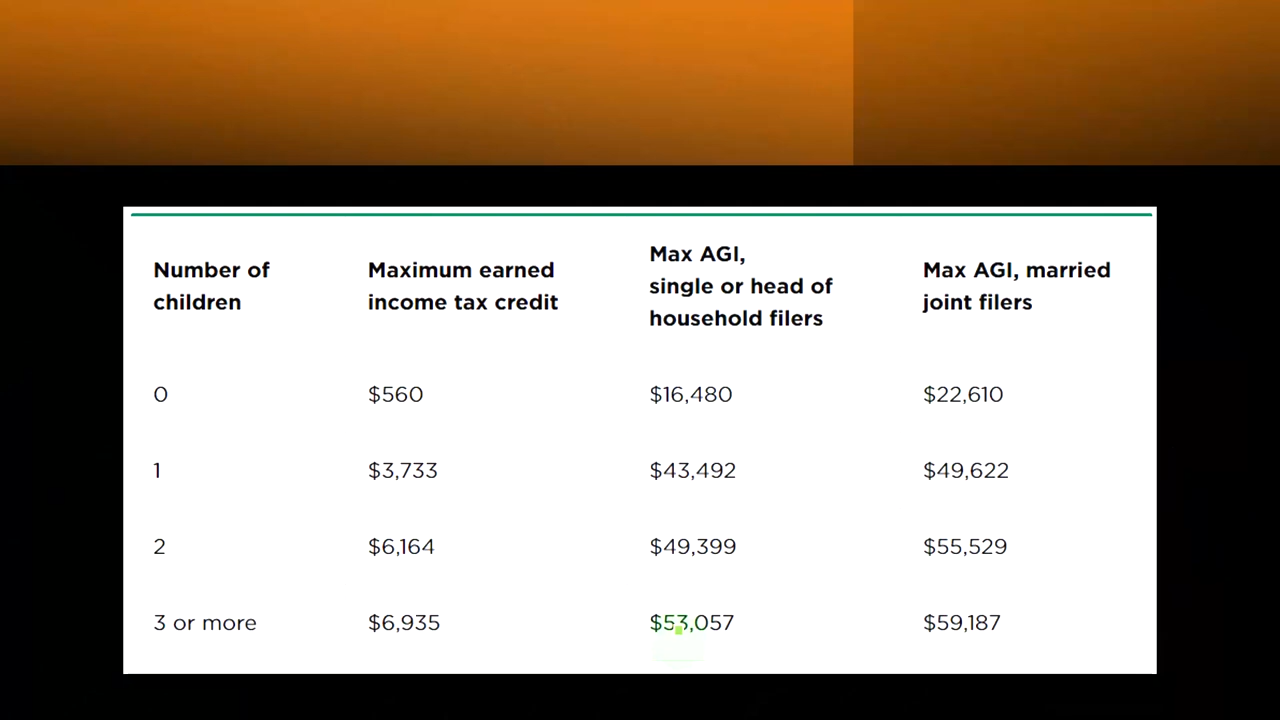 Number of children
Maximum earned income tax credit
Max AGI, single or head of household filers
Max AGI, married joint filers
0 $560 $16,480 $22,610
1 $3,733 $43,492 $49,622
2 $6,164 $49,399 $55,529
3 or more $6,935 $53,057 $59,187